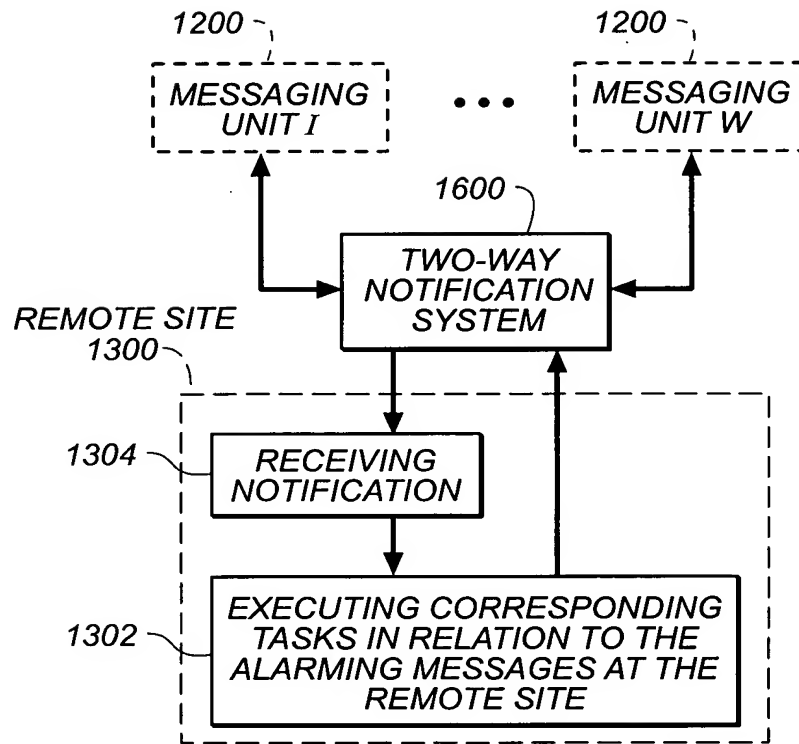 1200
1200
MESSAGING
UNIT I
• • •
MESSAGING
UNIT W
1600
TWO-WAY
NOTIFICATION
SYSTEM
REMOTE SITE
1300
1304
RECEIVING
NOTIFICATION
1302
EXECUTING CORRESPONDING
TASKS IN RELATION TO THE
ALARMING MESSAGES AT THE
REMOTE SITE